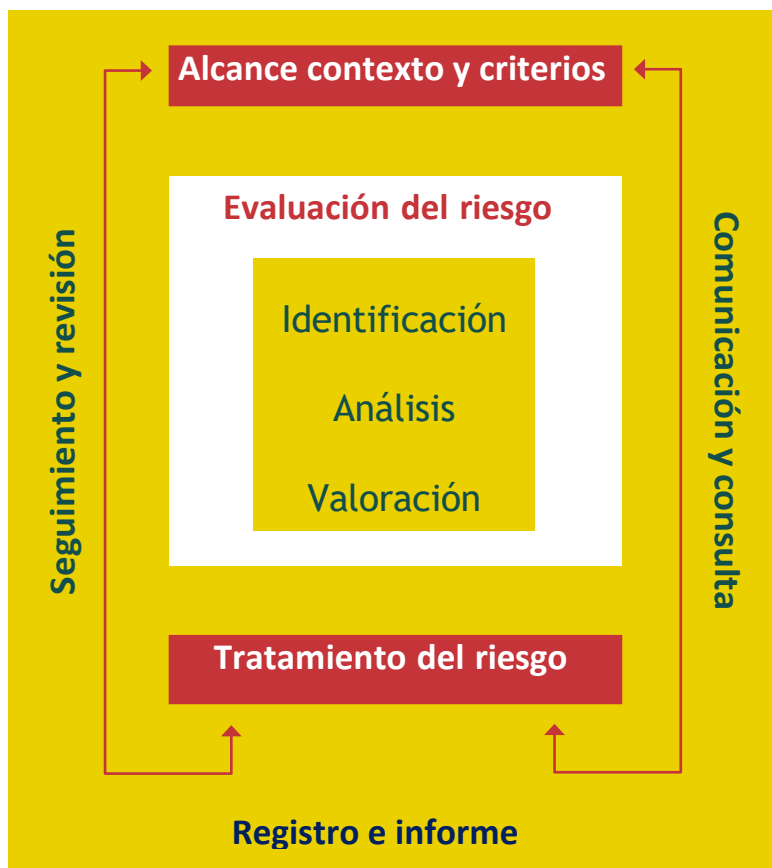 Alcance contexto y criterios
Evaluación del riesgo
Identificación
Análisis
Valoración
Seguimiento y revisión
Comunicación y consulta
Tratamiento del riesgo
Registro e informe